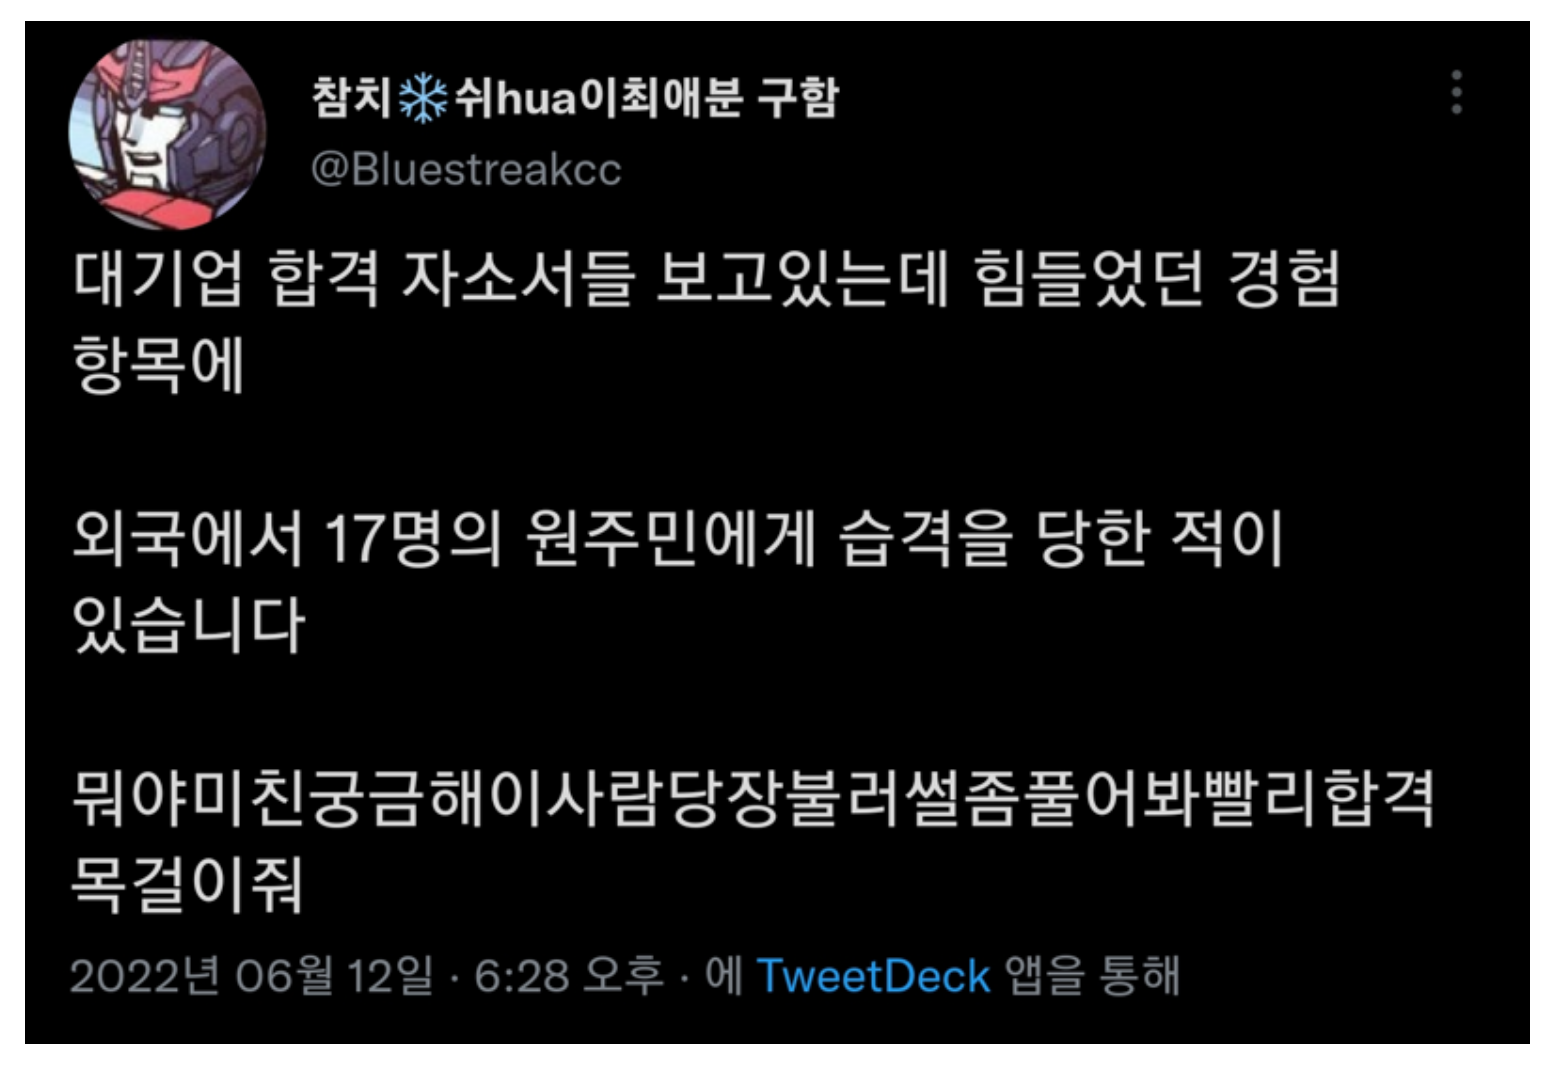 참치❄️쉬hua이최애분 구함
@Bluestreakcc
대기업 합격 자소서들 보고있는데 힘들었던 경험
항목에
외국에서 17명의 원주민에게 습격을 당한 적이
있습니다
뭐야미친궁금해이사람당장불러썰좀풀어봐빨리합격
목걸이줘
2022년 06월 12일 · 6:28 오후 · 에 TweetDeck 앱을 통해